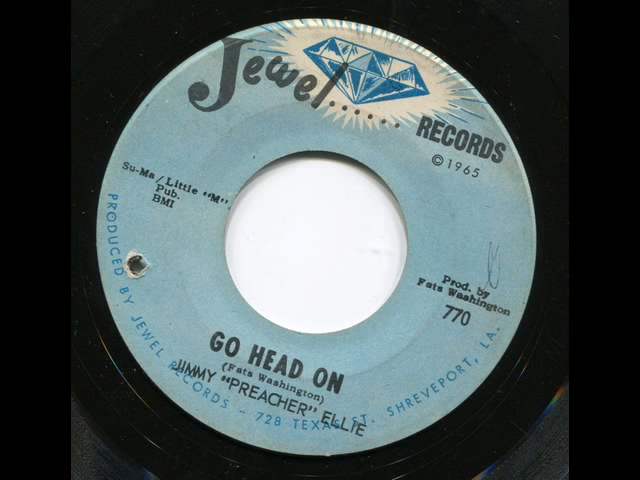 Jewel......
RECORDS
©1965
Su-Ma/Little "M"
Pub.
BMI
Prod. by
Fats Washington
770
GO HEAD ON
(Fats Washington)
JIMMY "PREACHER" ELLIE
PRODUCED BY JEWEL RECORDS - 728 TEXAS ST. SHREVEPORT, LA.